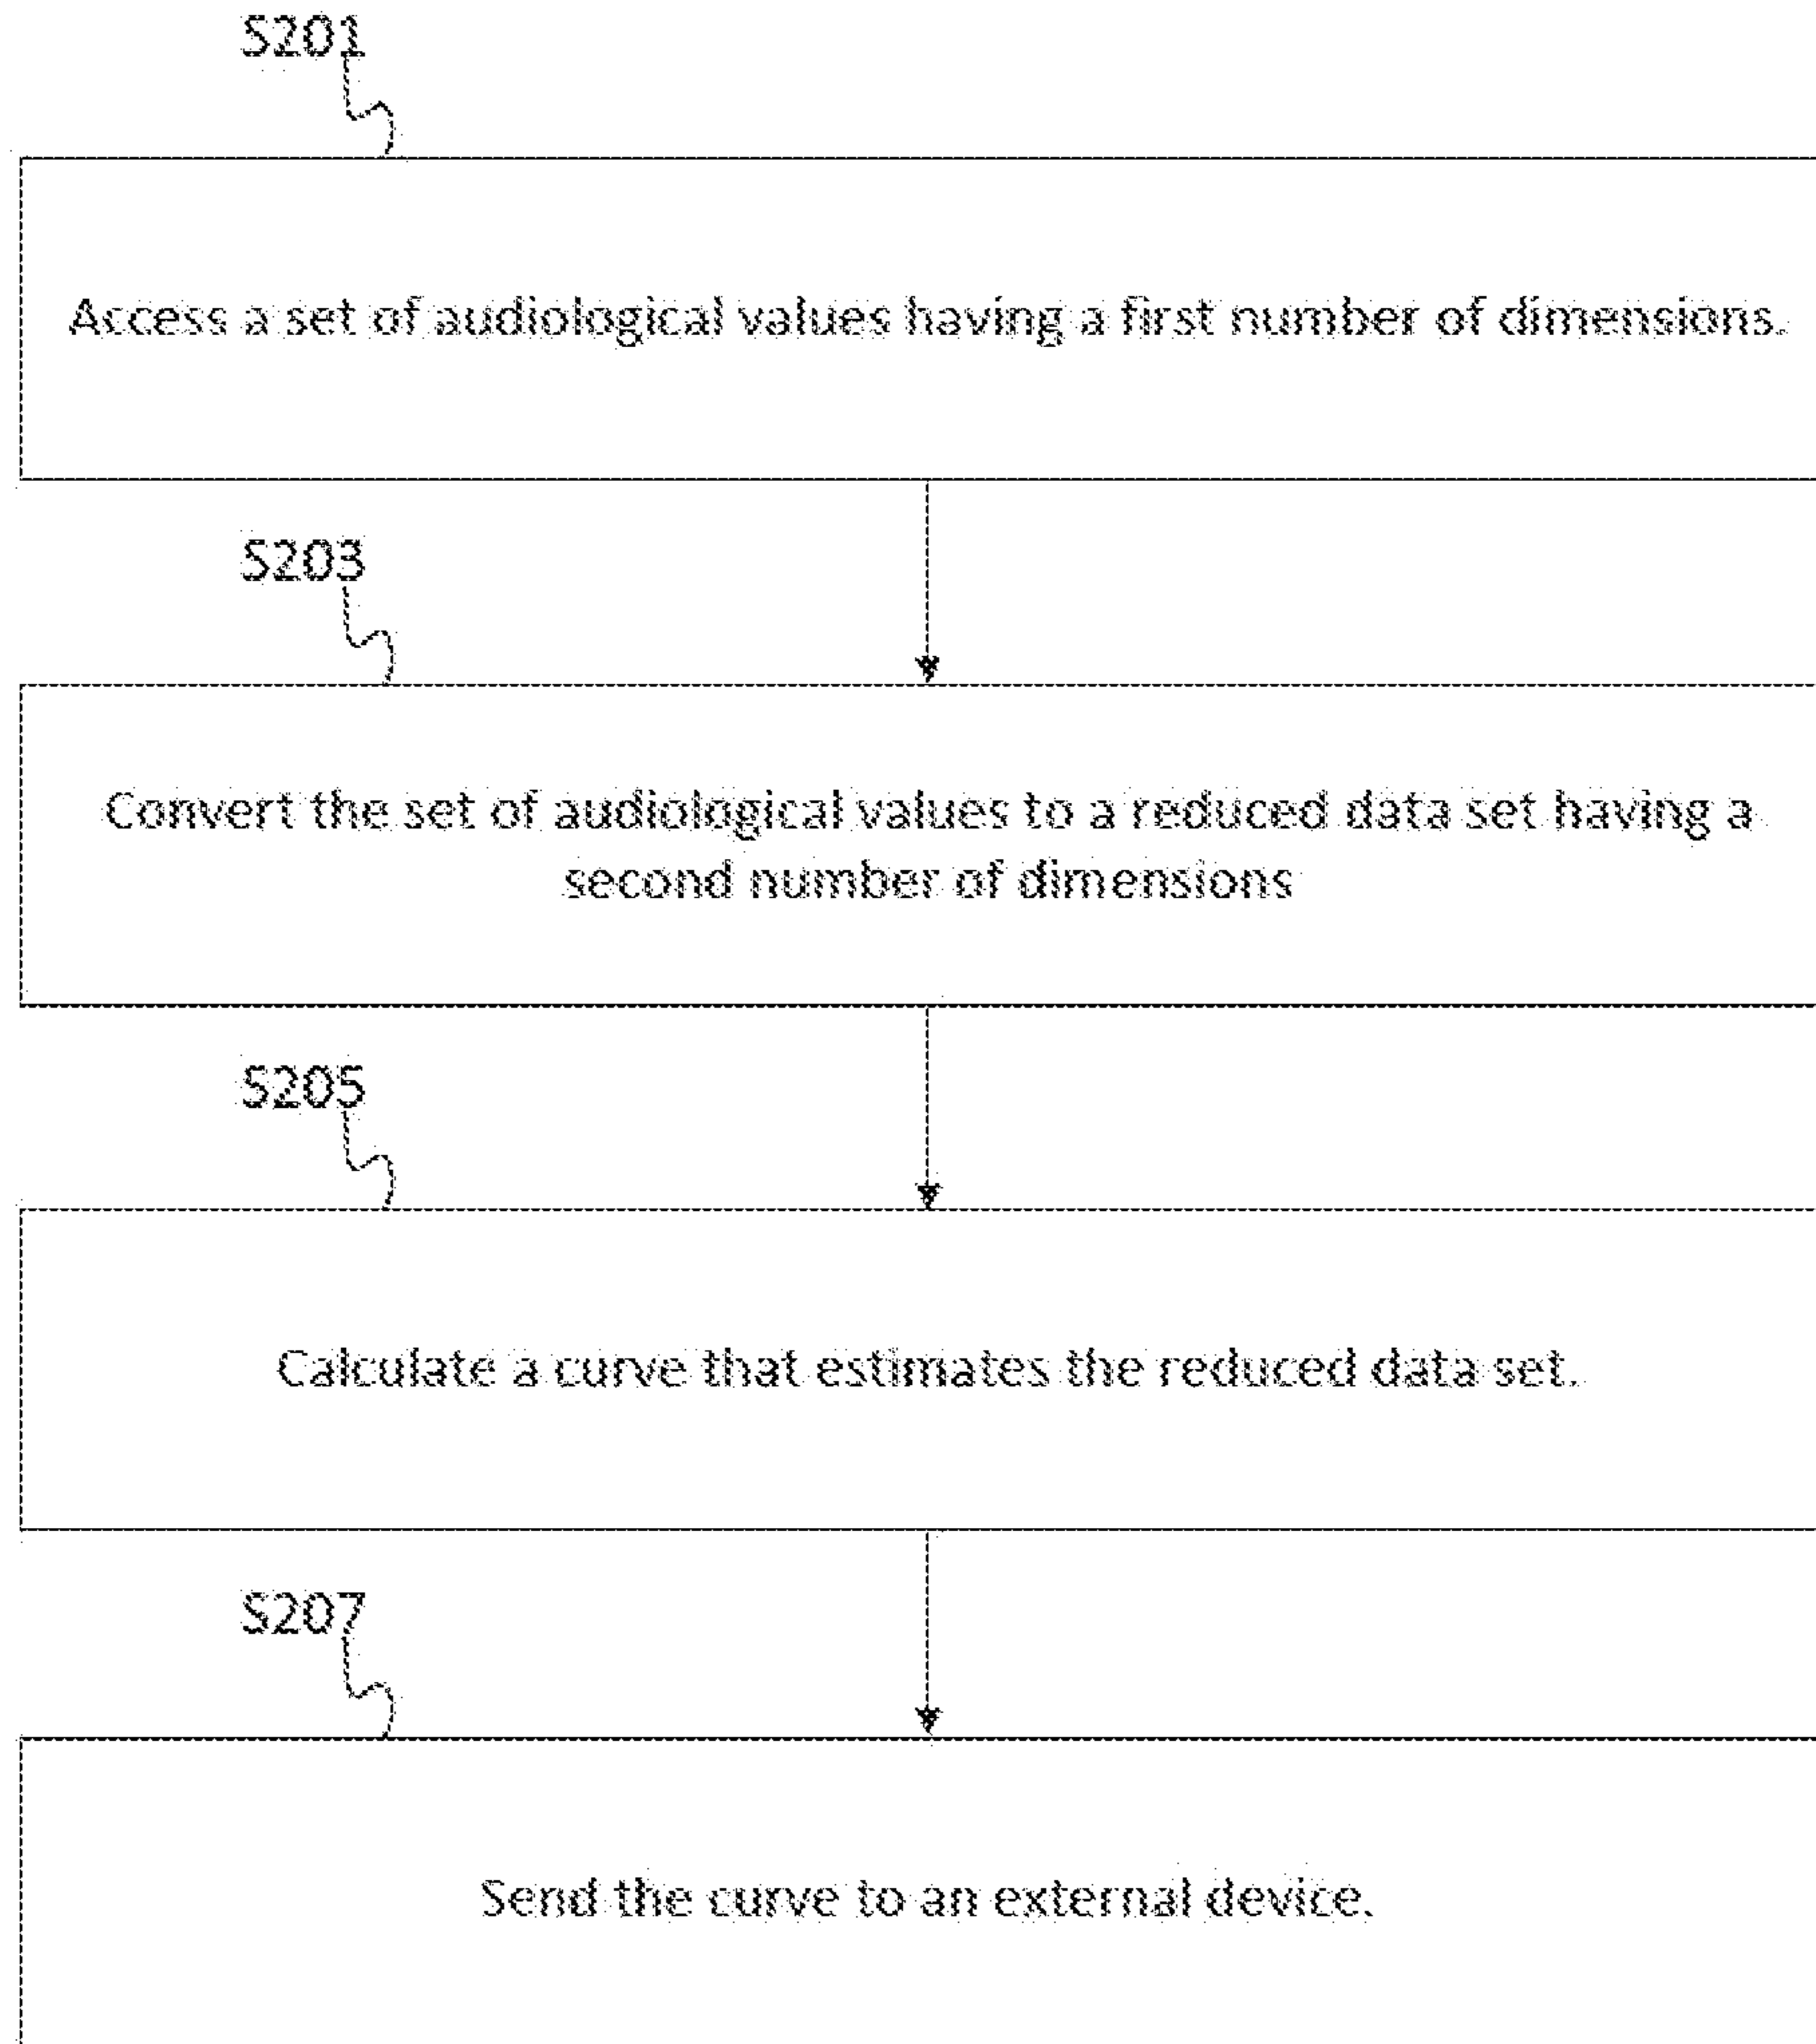 S201
Access a set of audiological values having a first number of dimensions.
S203
Convert the set of audiological values to a reduced data set having a
second number of dimensions
S205
Calculate a curve that estimates the reduced data set.
S207
Send the curve to an external device.